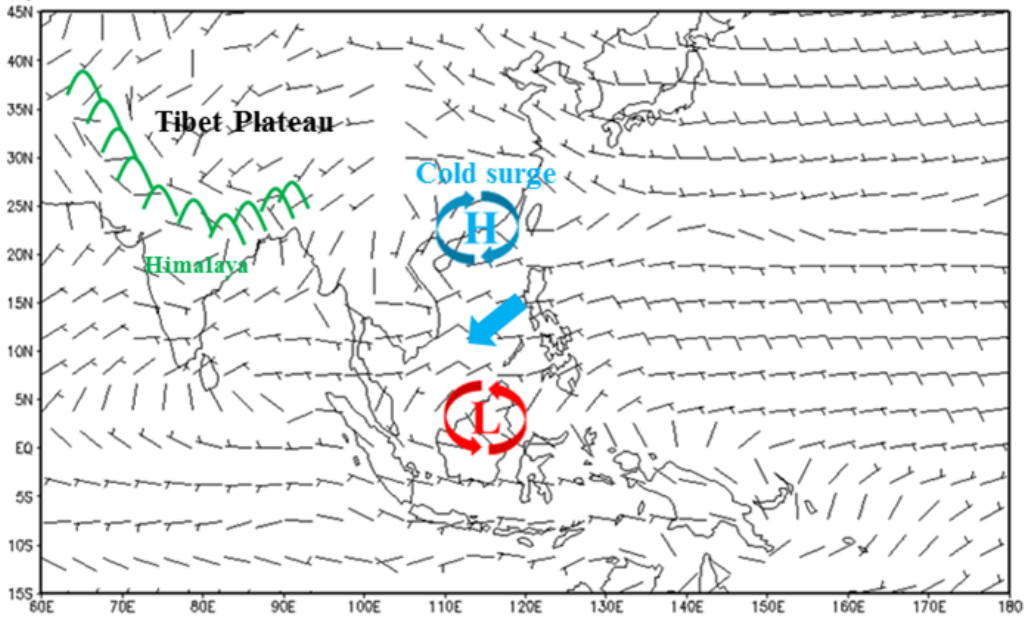 45N
40N
35N
30N
25N
20N
15N
10N
5N
EQ
5S
10S
15S
Tibet Plateau
Cold surge
H
Himalaya
L
60E 70E 80E 90E 100E 110E 120E 130E 140E 150E 160E 170E 180